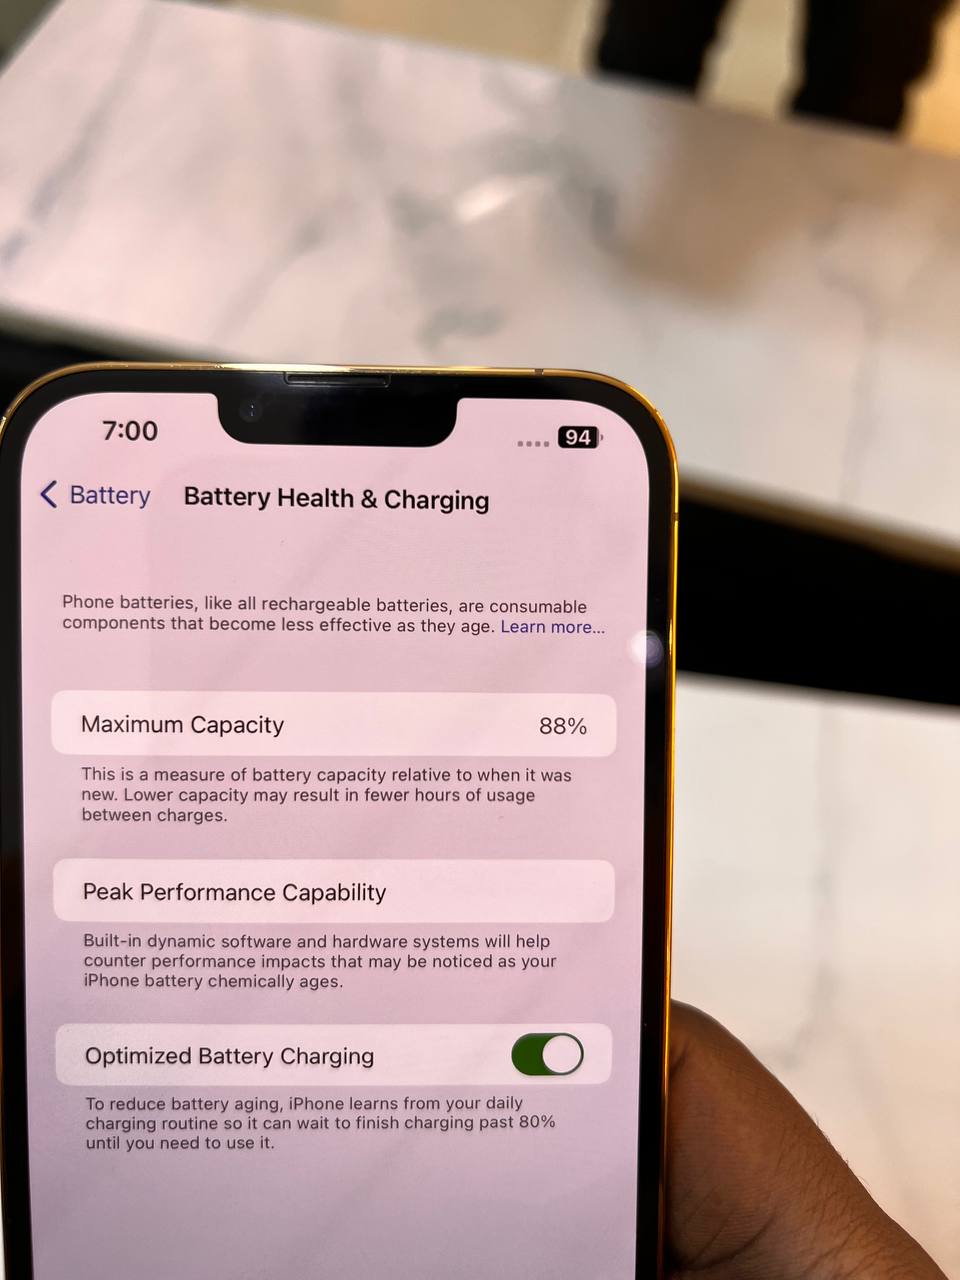 7:00
94
Battery
Battery Health & Charging
Phone batteries, like all rechargeable batteries, are consumable
components that become less effective as they age. Learn more...
Maximum Capacity 88%
This is a measure of battery capacity relative to when it was
new. Lower capacity may result in fewer hours of usage
between charges.
Peak Performance Capability
Built-in dynamic software and hardware systems will help
counter performance impacts that may be noticed as your
iPhone battery chemically ages.
Optimized Battery Charging
To reduce battery aging, iPhone learns from your daily
charging routine so it can wait to finish charging past 80%
until you need to use it.